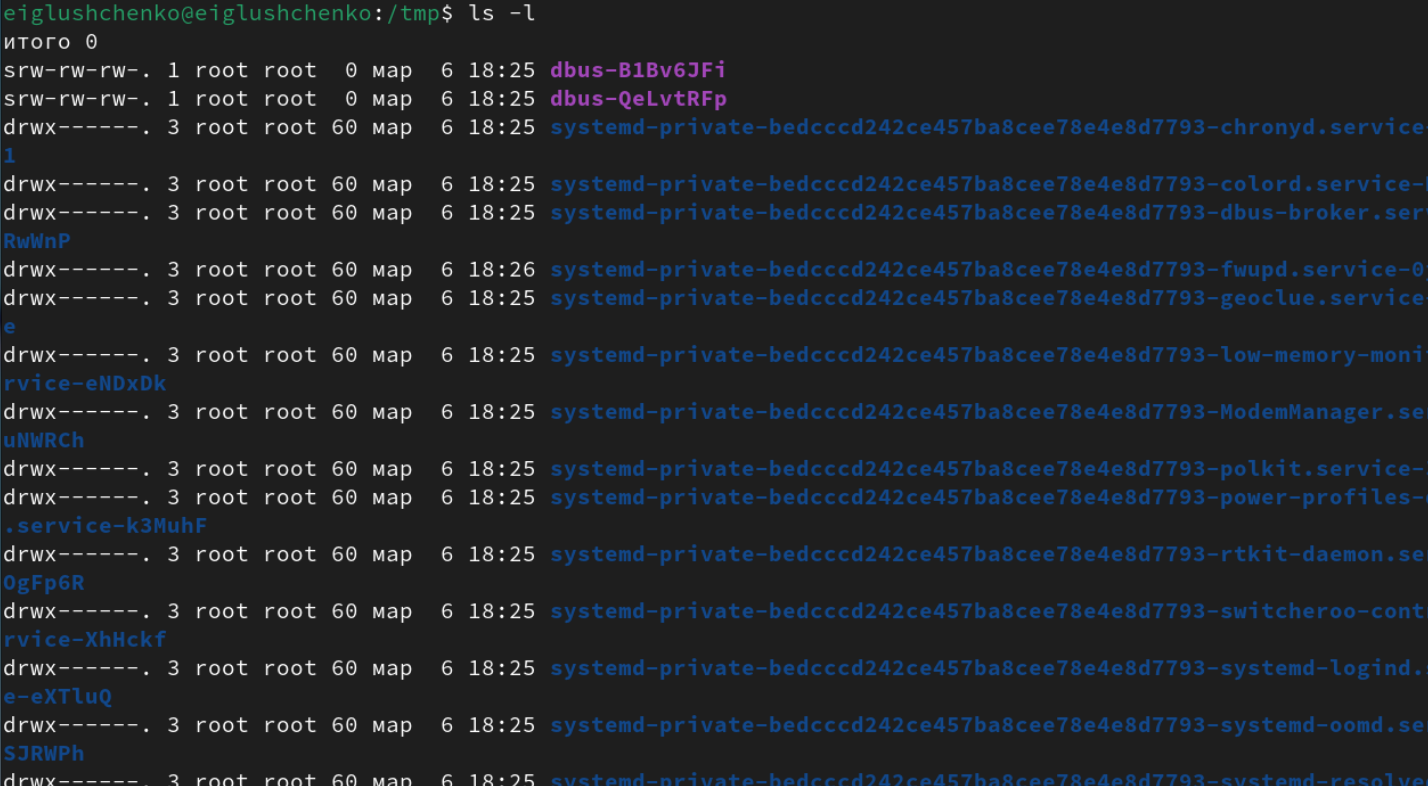 eiglushchenko@eiglushchenko:/tmp$ ls -l
итого 0
srw-rw-rw-. 1 root root  0 мар  6 18:25 dbus-B1Bv6JFi
srw-rw-rw-. 1 root root  0 мар  6 18:25 dbus-QeLvtRFp
drwx------. 3 root root 60 мар  6 18:25 systemd-private-bedcccd242ce457ba8cee78e4e8d7793-chronyd.service-
1
drwx------. 3 root root 60 мар  6 18:25 systemd-private-bedcccd242ce457ba8cee78e4e8d7793-colord.service-
drwx------. 3 root root 60 мар  6 18:25 systemd-private-bedcccd242ce457ba8cee78e4e8d7793-dbus-broker.ser
RwWnP
drwx------. 3 root root 60 мар  6 18:26 systemd-private-bedcccd242ce457ba8cee78e4e8d7793-fwupd.service-0
drwx------. 3 root root 60 мар  6 18:25 systemd-private-bedcccd242ce457ba8cee78e4e8d7793-geoclue.service-
e
drwx------. 3 root root 60 мар  6 18:25 systemd-private-bedcccd242ce457ba8cee78e4e8d7793-low-memory-moni
rvice-eNDxDk
drwx------. 3 root root 60 мар  6 18:25 systemd-private-bedcccd242ce457ba8cee78e4e8d7793-ModemManager.se
uNWRCh
drwx------. 3 root root 60 мар  6 18:25 systemd-private-bedcccd242ce457ba8cee78e4e8d7793-polkit.service-
drwx------. 3 root root 60 мар  6 18:25 systemd-private-bedcccd242ce457ba8cee78e4e8d7793-power-profiles-
.service-k3MuhF
drwx------. 3 root root 60 мар  6 18:25 systemd-private-bedcccd242ce457ba8cee78e4e8d7793-rtkit-daemon.se
OgFp6R
drwx------. 3 root root 60 мар  6 18:25 systemd-private-bedcccd242ce457ba8cee78e4e8d7793-switcheroo-cont
rvice-XhHckf
drwx------. 3 root root 60 мар  6 18:25 systemd-private-bedcccd242ce457ba8cee78e4e8d7793-systemd-logind.
e-eXTluQ
drwx------. 3 root root 60 мар  6 18:25 systemd-private-bedcccd242ce457ba8cee78e4e8d7793-systemd-oomd.se
SJRWPh
drwx------. 3 root root 60 мар  6 18:25 systemd-private-bedcccd242ce457ba8cee78e4e8d7793-systemd-resolve